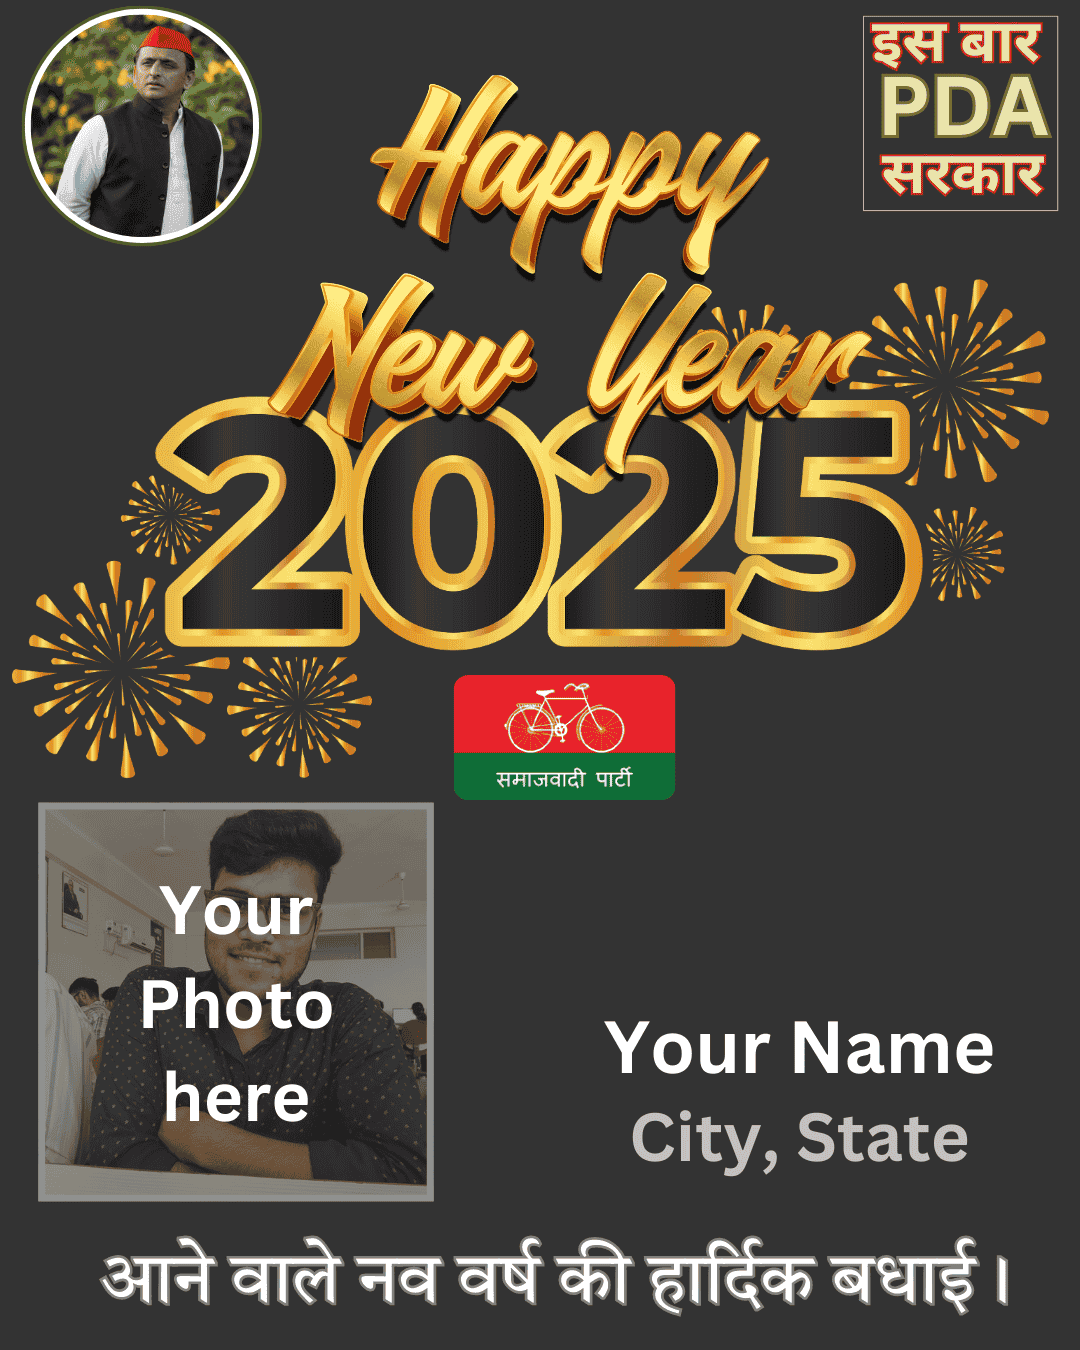 इस बार
PDA
सरकार
Happy
New Year
2025
समाजवादी पार्टी
Your
Photo
here
Your Name
City, State
आने वाले नव वर्ष की हार्दिक बधाई।